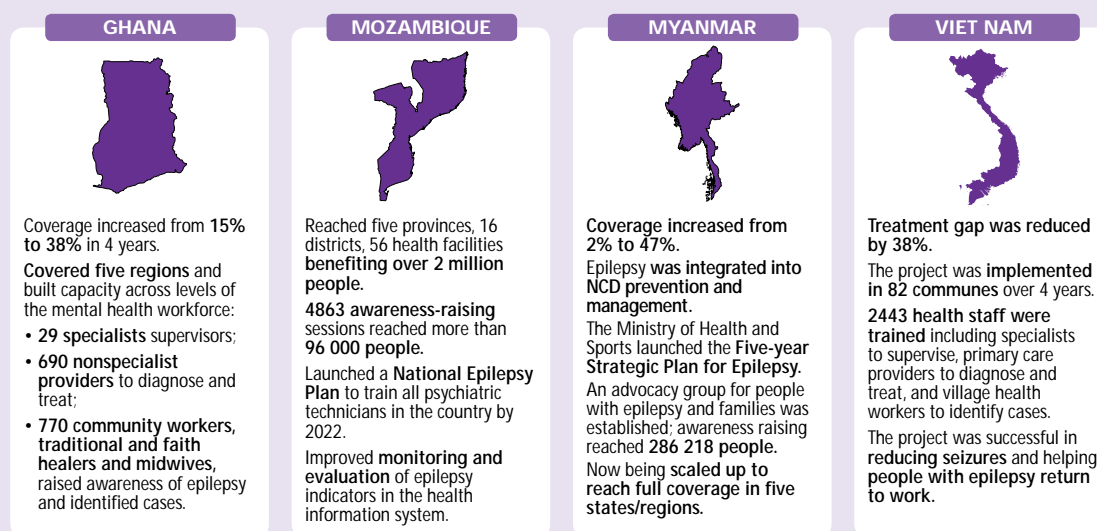 GHANA
Coverage increased from 15%
to 38% in 4 years.
Covered five regions and
built capacity across levels of
the mental health workforce:
• 29 specialists supervisors;
• 690 nonspecialist
providers to diagnose and
treat;
• 770 community workers,
traditional and faith
healers and midwives,
raised awareness of epilepsy
and identified cases.
MOZAMBIQUE
Reached five provinces, 16
districts, 56 health facilities
benefiting over 2 million
people.
4863 awareness-raising
sessions reached more than
96 000 people.
Launched a National Epilepsy
Plan to train all psychiatric
technicians in the country by
2022.
Improved monitoring and
evaluation of epilepsy
indicators in the health
information system.
MYANMAR
Coverage increased from
2% to 47%.
Epilepsy was integrated into
NCD prevention and
management.
The Ministry of Health and
Sports launched the Five-year
Strategic Plan for Epilepsy.
An advocacy group for people
with epilepsy and families was
established; awareness raising
reached 286 218 people.
Now being scaled up to
reach full coverage in five
states/regions.
VIET NAM
Treatment gap was reduced
by 38%.
The project was implemented
in 82 communes over 4 years.
2443 health staff were
trained including specialists
to supervise, primary care
providers to diagnose and
treat, and village health
workers to identify cases.
The project was successful in
reducing seizures and helping
people with epilepsy return
to work.